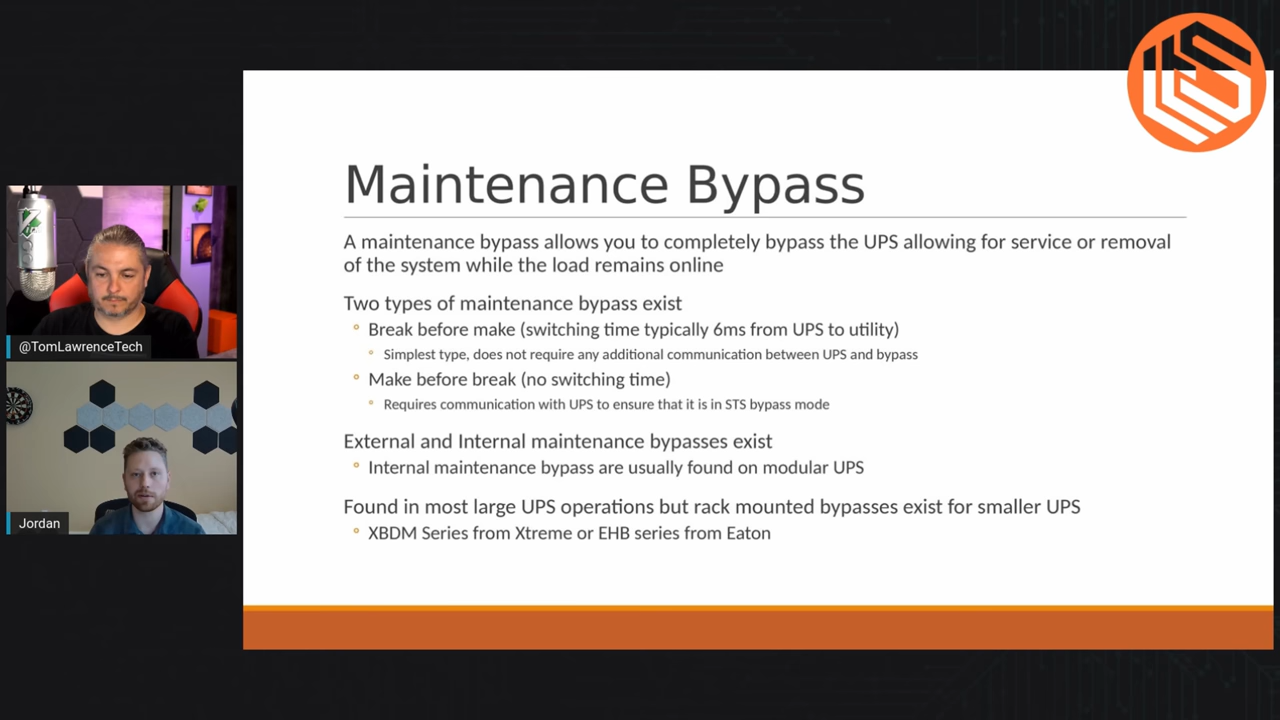 Maintenance Bypass
A maintenance bypass allows you to completely bypass the UPS allowing for service or removal
of the system while the load remains online
Two types of maintenance bypass exist
° Break before make (switching time typically 6ms from UPS to utility)
° Simplest type, does not require any additional communication between UPS and bypass
° Make before break (no switching time)
° Requires communication with UPS to ensure that it is in STS bypass mode
External and Internal maintenance bypasses exist
° Internal maintenance bypass are usually found on modular UPS
Found in most large UPS operations but rack mounted bypasses exist for smaller UPS
° XBDM Series from Xtreme or EHB series from Eaton
@TomLawrenceTech
Jordan